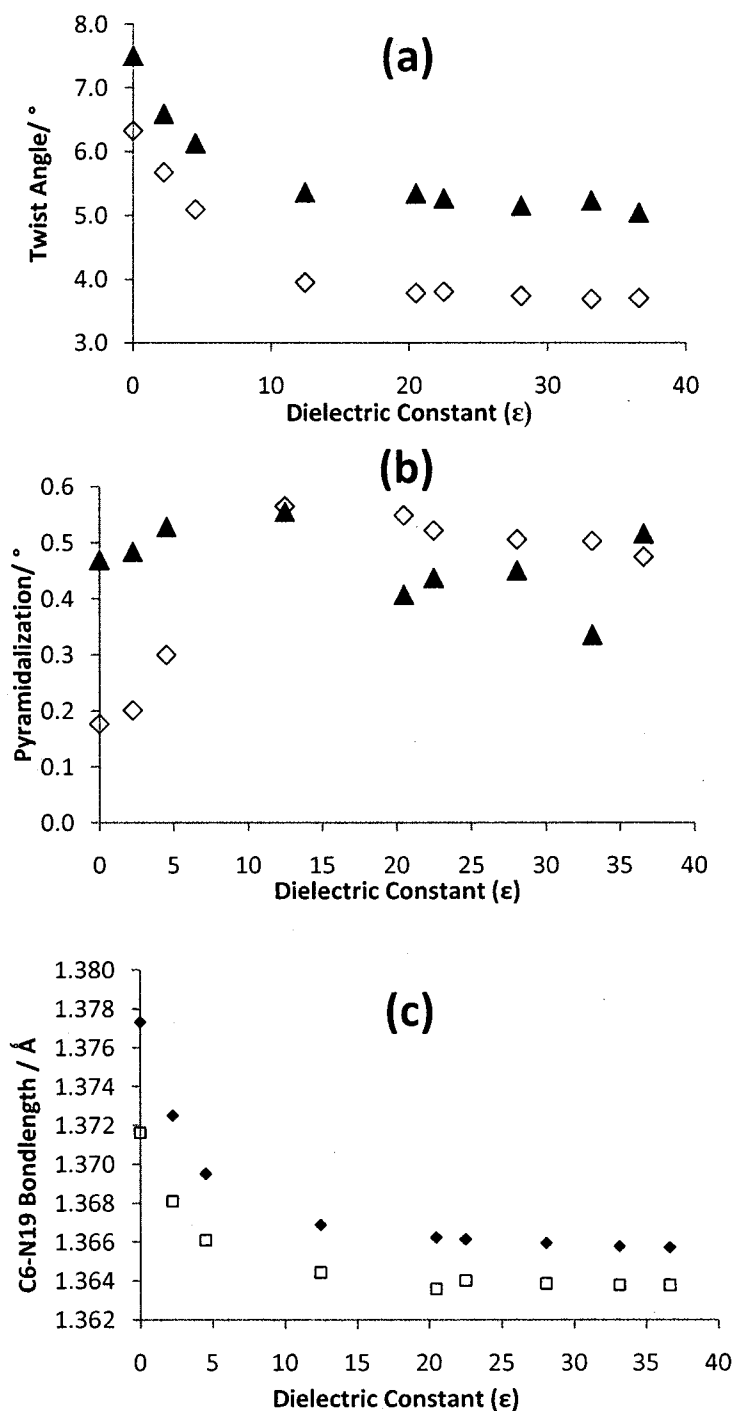 (a)
8.0
7.0
6.0
5.0
4.0
3.0
Twist Angle/ °
0 10 20 30 40
Dielectric Constant (ε)
(b)
0.6
0.5
0.4
0.3
0.2
0.1
0.0
Pyramidalization/ °
0 5 10 15 20 25 30 35 40
Dielectric Constant (ε)
(c)
1.380
1.378
1.376
1.374
1.372
1.370
1.368
1.366
1.364
1.362
C6-N19 Bondlength / Å
0 5 10 15 20 25 30 35 40
Dielectric Constant (ε)